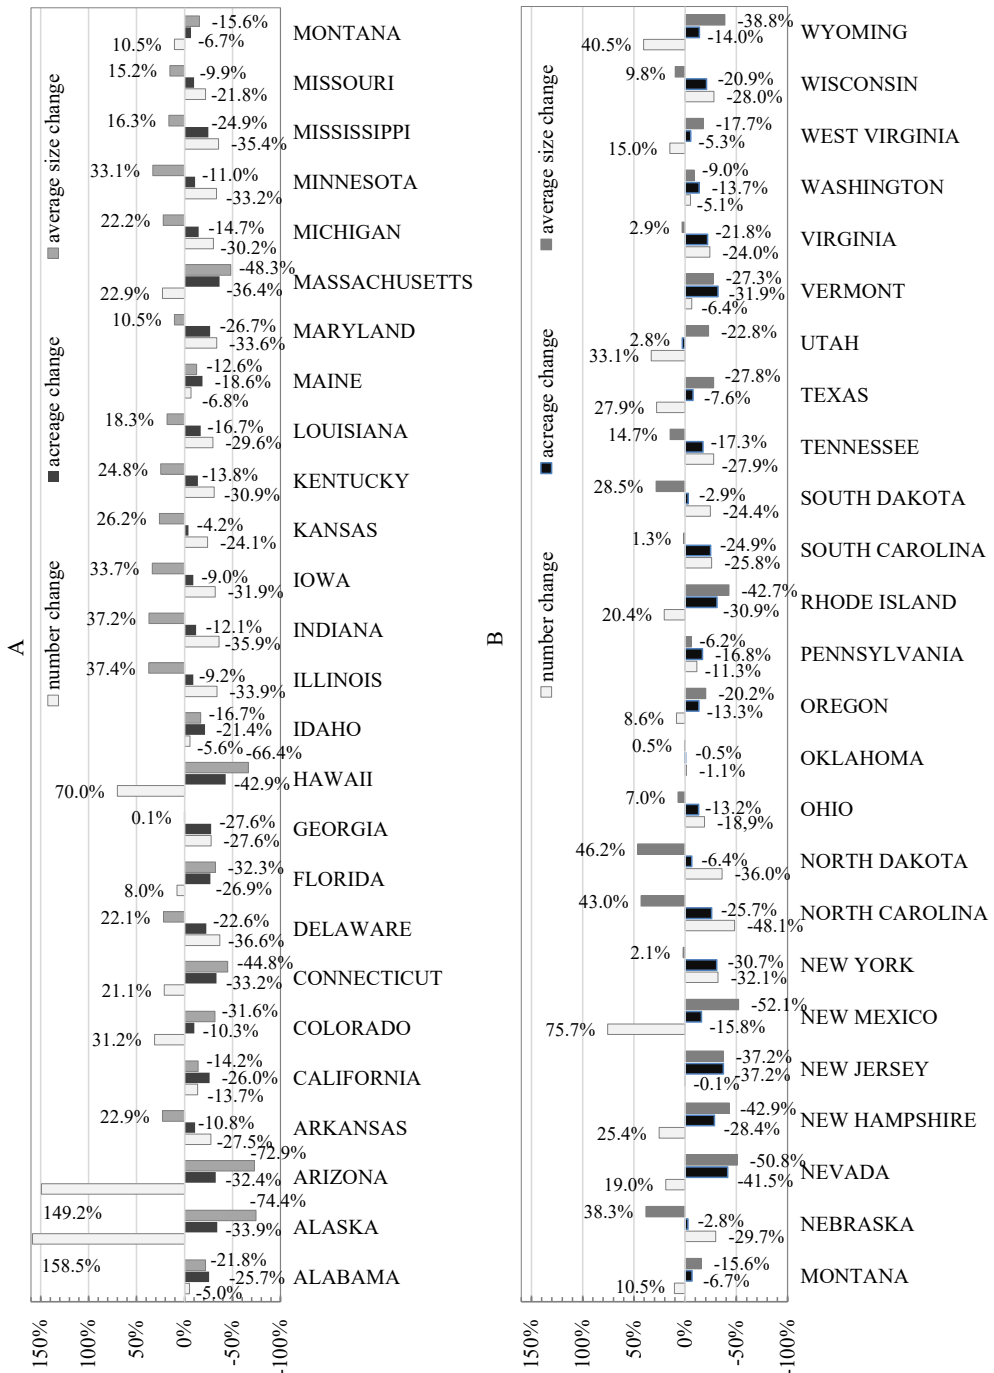 A
number change
acreage change
average size change
150%
100%
50%
0%
-50%
-100%
MONTANA
10.5%
-6.7%
-15.6%
MISSOURI
-21.8%
-9.9%
15.2%
MISSISSIPPI
-35.4%
-24.9%
16.3%
MINNESOTA
-33.2%
-11.0%
33.1%
MICHIGAN
-30.2%
-14.7%
22.2%
MASSACHUSETTS
22.9%
-36.4%
-48.3%
MARYLAND
-33.6%
-26.7%
10.5%
MAINE
-6.8%
-18.6%
-12.6%
LOUISIANA
-29.6%
-16.7%
18.3%
KENTUCKY
-30.9%
-13.8%
24.8%
KANSAS
-24.1%
-4.2%
26.2%
IOWA
-31.9%
-9.0%
33.7%
INDIANA
-35.9%
-12.1%
37.2%
ILLINOIS
-33.9%
-9.2%
37.4%
IDAHO
-5.6%
-21.4%
-16.7%
HAWAII
70.0%
-42.9%
-66.4%
GEORGIA
-27.6%
-27.6%
0.1%
FLORIDA
8.0%
-26.9%
-32.3%
DELAWARE
-36.6%
-22.6%
22.1%
CONNECTICUT
21.1%
-33.2%
-44.8%
COLORADO
31.2%
-10.3%
-31.6%
CALIFORNIA
-13.7%
-26.0%
-14.2%
ARKANSAS
-27.5%
-10.8%
22.9%
ARIZONA
149.2%
-32.4%
-72.9%
ALASKA
158.5%
-33.9%
-74.4%
ALABAMA
-5.0%
-25.7%
-21.8%
B
number change
acreage change
average size change
150%
100%
50%
0%
-50%
-100%
WYOMING
40.5%
-14.0%
-38.8%
WISCONSIN
-28.0%
-20.9%
9.8%
WEST VIRGINIA
15.0%
-5.3%
-17.7%
WASHINGTON
-5.1%
-13.7%
-9.0%
VIRGINIA
-24.0%
-21.8%
2.9%
VERMONT
-6.4%
-31.9%
-27.3%
UTAH
33.1%
2.8%
-22.8%
TEXAS
27.9%
-7.6%
-27.8%
TENNESSEE
-27.9%
-17.3%
14.7%
SOUTH DAKOTA
-24.4%
-2.9%
28.5%
SOUTH CAROLINA
-25.8%
-24.9%
1.3%
RHODE ISLAND
20.4%
-30.9%
-42.7%
PENNSYLVANIA
-11.3%
-16.8%
-6.2%
OREGON
8.6%
-13.3%
-20.2%
OKLAHOMA
-1.1%
-0.5%
0.5%
OHIO
-18,9%
-13.2%
7.0%
NORTH DAKOTA
-36.0%
-6.4%
46.2%
NORTH CAROLINA
-48.1%
-25.7%
43.0%
NEW YORK
-32.1%
-30.7%
2.1%
NEW MEXICO
75.7%
-15.8%
-52.1%
NEW JERSEY
-0.1%
-37.2%
-37.2%
NEW HAMPSHIRE
25.4%
-28.4%
-42.9%
NEVADA
19.0%
-41.5%
-50.8%
NEBRASKA
-29.7%
-2.8%
38.3%
MONTANA
10.5%
-6.7%
-15.6%